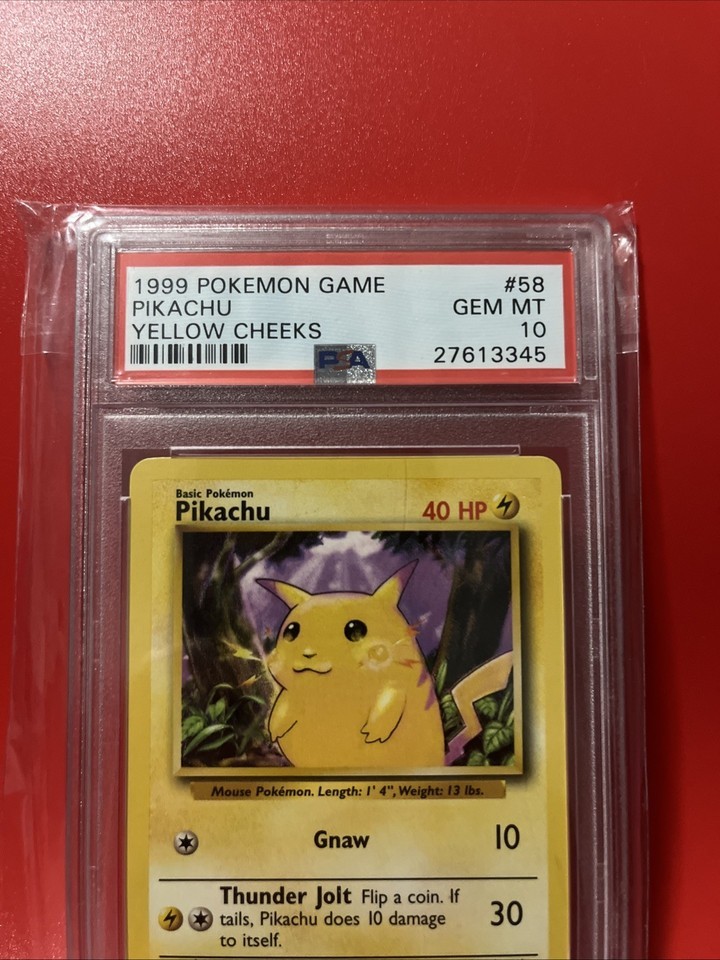 1999 POKEMON GAME #58
PIKACHU GEM MT
YELLOW CHEEKS 10
PSA 27613345
Basic Pokémon
Pikachu 40 HP
Mouse Pokémon. Length: 1' 4", Weight: 13 lbs.
Gnaw 10
Thunder Jolt Flip a coin. If
tails, Pikachu does 10 damage
to itself.
30